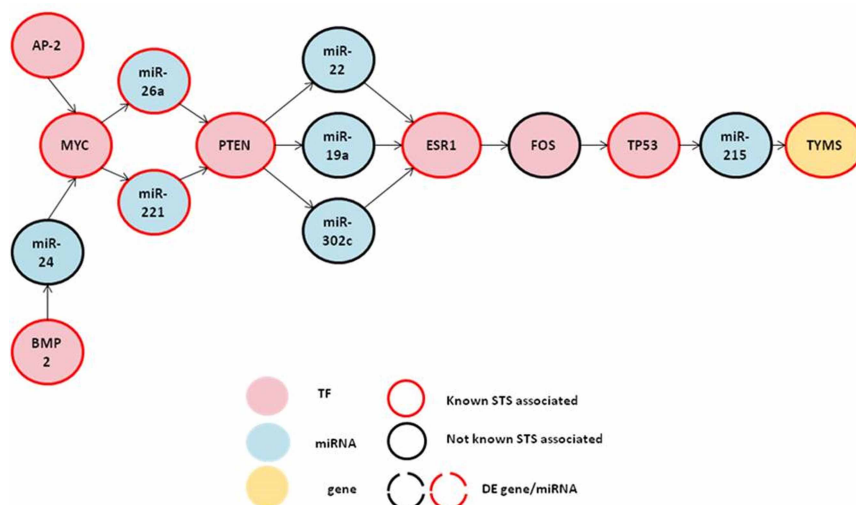 AP-2
miR-
26a
miR-
22
MYC
PTEN
miR-
19a
ESR1
FOS
TP53
miR-
215
TYMS
miR-
221
miR-
302c
miR-
24
BMP
2
TF
Known STS associated
miRNA
Not known STS associated
gene
DE gene/miRNA